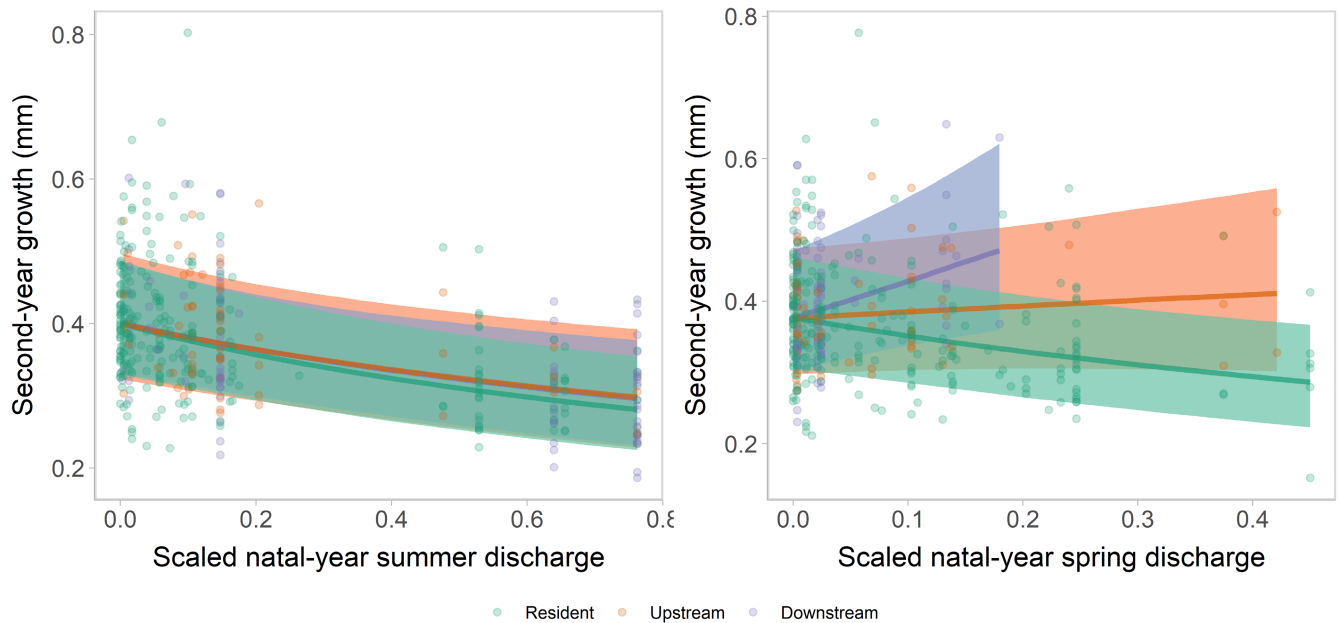 0.8
0.6
0.4
0.2
Second-year growth (mm)
0.0 0.2 0.4 0.6 0.8
Scaled natal-year summer discharge
0.8
0.6
0.4
0.2
Second-year growth (mm)
0.0 0.1 0.2 0.3 0.4
Scaled natal-year spring discharge
Resident Upstream Downstream